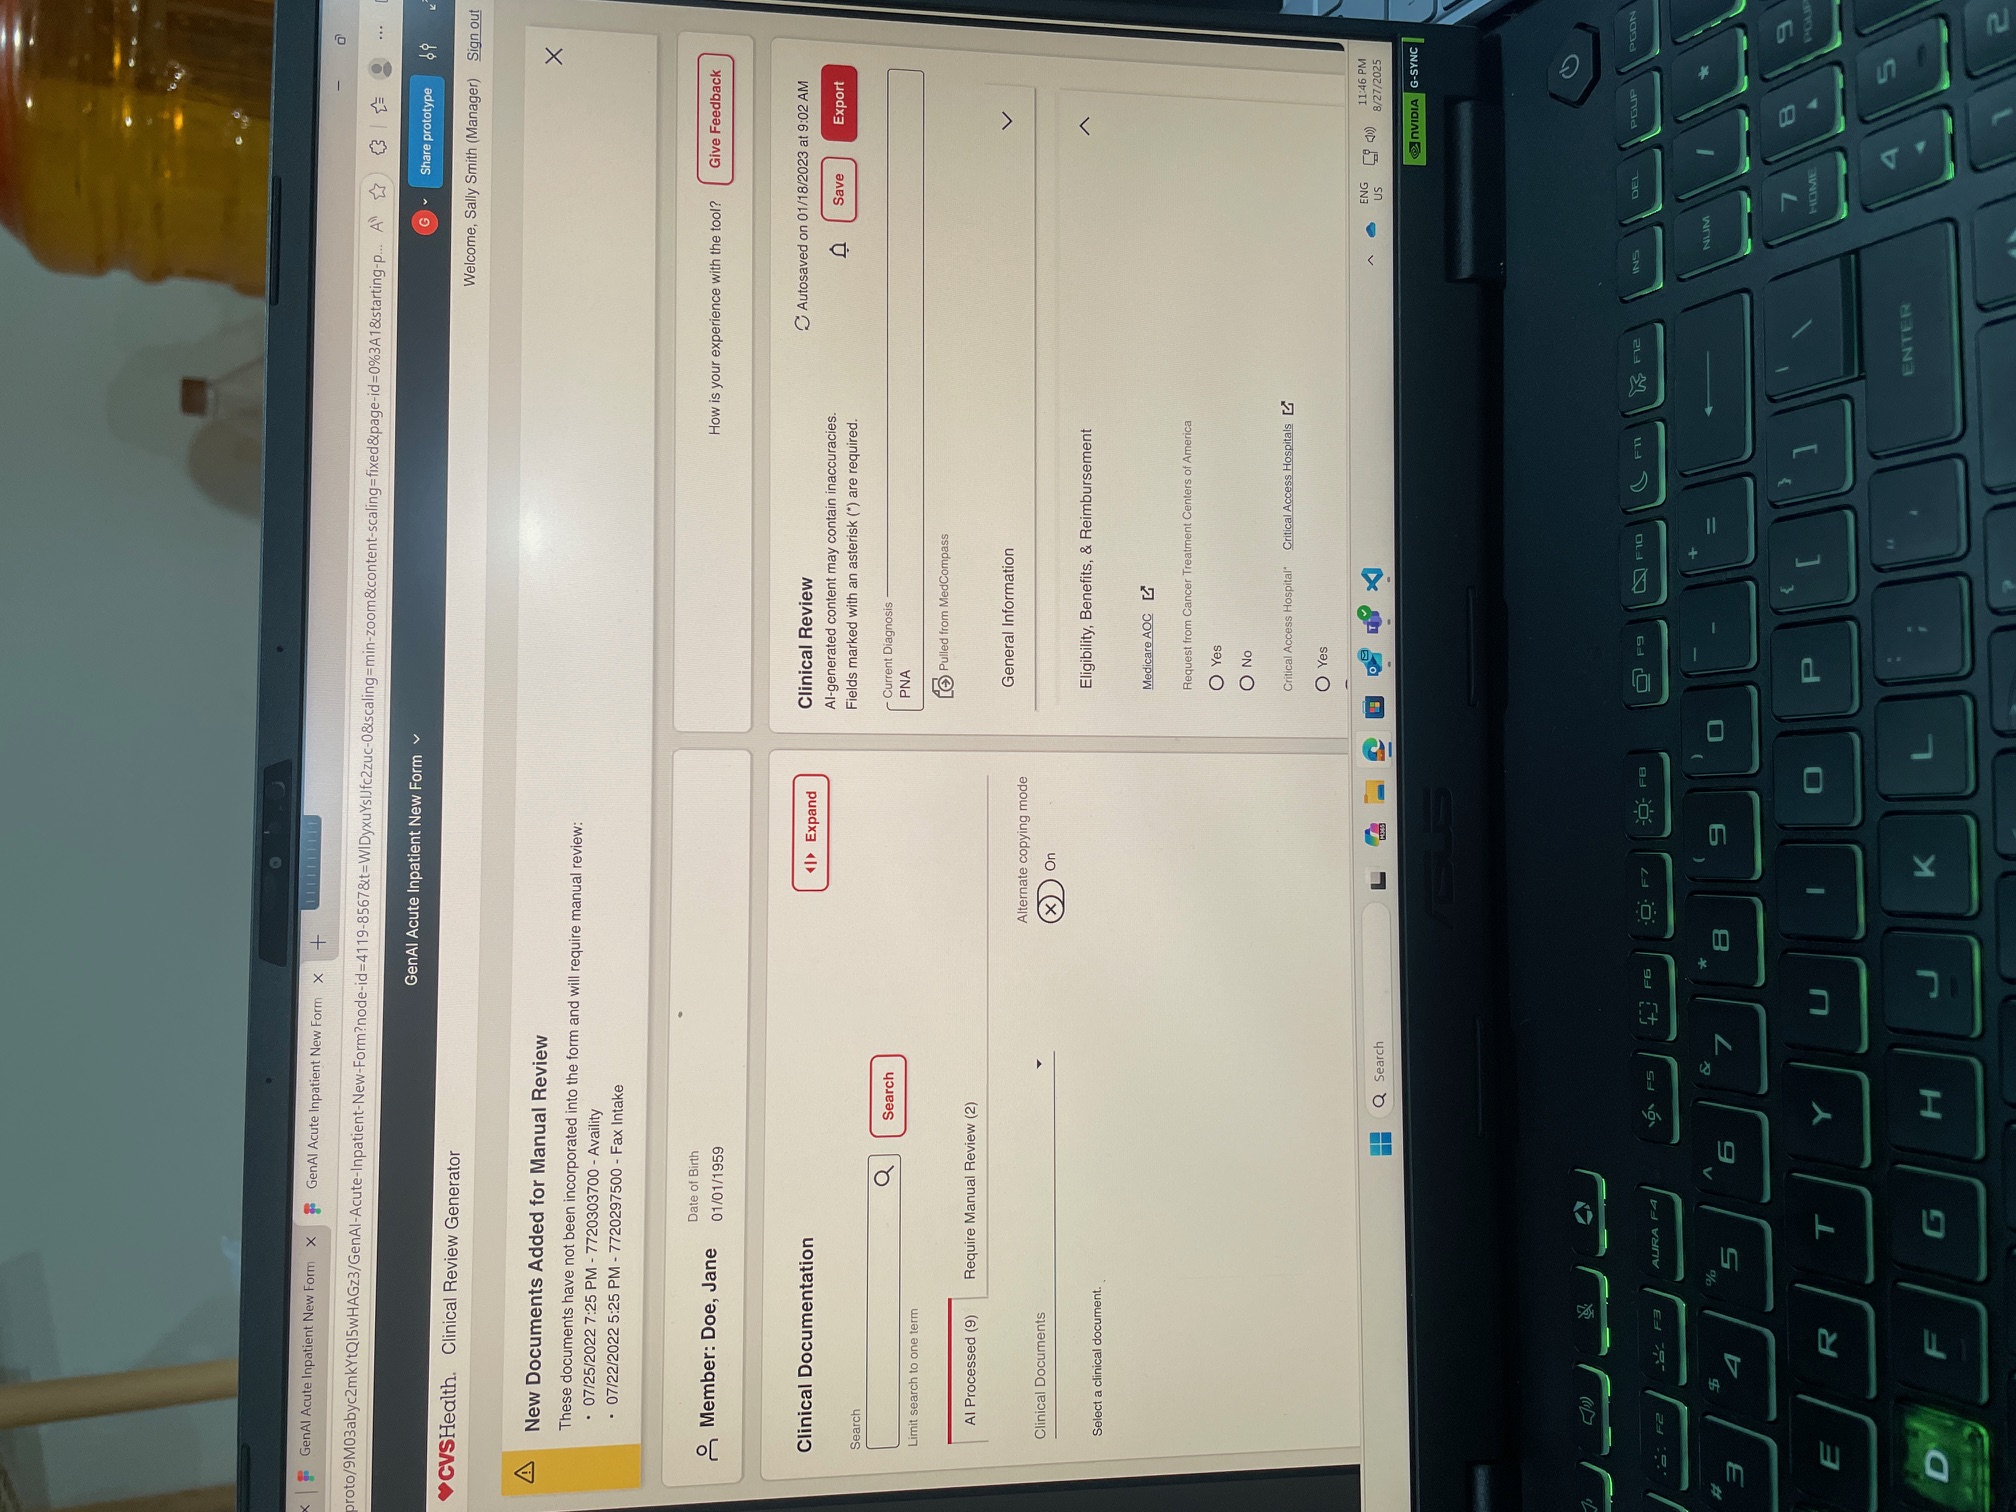 GenAI Acute Inpatient New Form
GenAI Acute Inpatient New Form
proto/9M03abyc2mkYtQI5wHAGz3/GenAI-Acute-Inpatient-New-Form?node-id=4119-8567&t=WIDyxuYsIJfc2zuc-0&scaling=min-zoom&content-scaling=fixed&page-id=0%3A1&starting-p...
GenAI Acute Inpatient New Form
G
Share prototype
CVSHealth. Clinical Review Generator
Welcome, Sally Smith (Manager) Sign out
New Documents Added for Manual Review
These documents have not been incorporated into the form and will require manual review:
• 07/25/2022 7:25 PM - 7720303700 - Availity
• 07/22/2022 5:25 PM - 7720297500 - Fax Intake
Member: Doe, Jane
Date of Birth
01/01/1959
How is your experience with the tool?
Give Feedback
Clinical Documentation
Expand
Search
Search
Limit search to one term
AI Processed (9)
Require Manual Review (2)
Clinical Documents
Alternate copying mode
On
Select a clinical document.
Clinical Review
Autosaved on 01/18/2023 at 9:02 AM
AI-generated content may contain inaccuracies.
Fields marked with an asterisk (*) are required.
Save
Export
Current Diagnosis
PNA
Pulled from MedCompass
General Information
Eligibility, Benefits, & Reimbursement
Medicare AOC
Request from Cancer Treatment Centers of America
Yes
No
Critical Access Hospital* Critical Access Hospitals
Yes
Search
M365
ENG
US
11:46 PM
8/27/2025
NVIDIA G-SYNC
ASUS
F2 F3 AURA F4 F5 F6 F7 F8 F9 F10 F11 F12 INS DEL PGUP PGDN
# 3 $ 4 % 5 ^ 6 & 7 * 8 ( 9 ) 0 - + = NUM / *
E R T Y U I O P { [ } ] | \ 7 HOME 8 9 PGUP
D F G H J K L : ; " ' ENTER 4 5
? 1 2